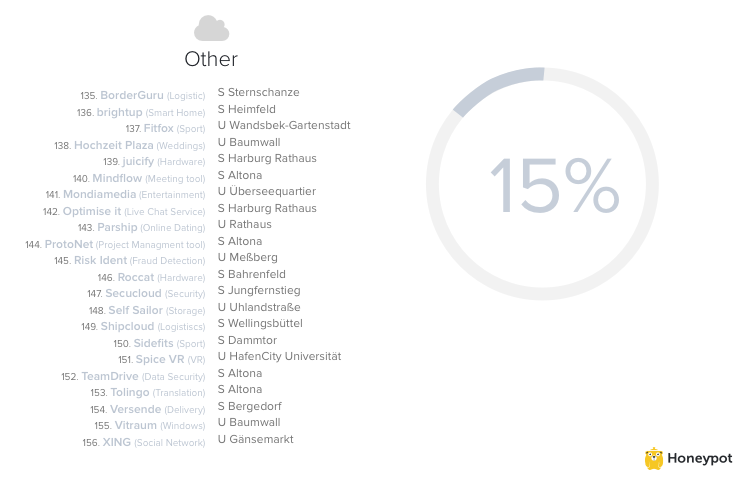 Other
135. BorderGuru (Logistic) S Sternschanze
136. brightup (Smart Home) S Heimfeld
137. Fitfox (Sport) U Wandsbek-Gartenstadt
138. Hochzeit Plaza (Weddings) U Baumwall
139. juicify (Hardware) S Harburg Rathaus
140. Mindflow (Meeting tool) S Altona
141. Mondiamedia (Entertainment) U Überseequartier
142. Optimise it (Live Chat Service) S Harburg Rathaus
143. Parship (Online Dating) U Rathaus
144. ProtoNet (Project Managment tool) S Altona
145. Risk Ident (Fraud Detection) U Meßberg
146. Roccat (Hardware) S Bahrenfeld
147. Secucloud (Security) S Jungfernstieg
148. Self Sailor (Storage) U Uhlandstraße
149. Shipcloud (Logistiscs) S Wellingsbüttel
150. Sidefits (Sport) S Dammtor
151. Spice VR (VR) U HafenCity Universität
152. TeamDrive (Data Security) S Altona
153. Tolingo (Translation) S Altona
154. Versende (Delivery) S Bergedorf
155. Vitraum (Windows) U Baumwall
156. XING (Social Network) U Gänsemarkt
15%
Honeypot